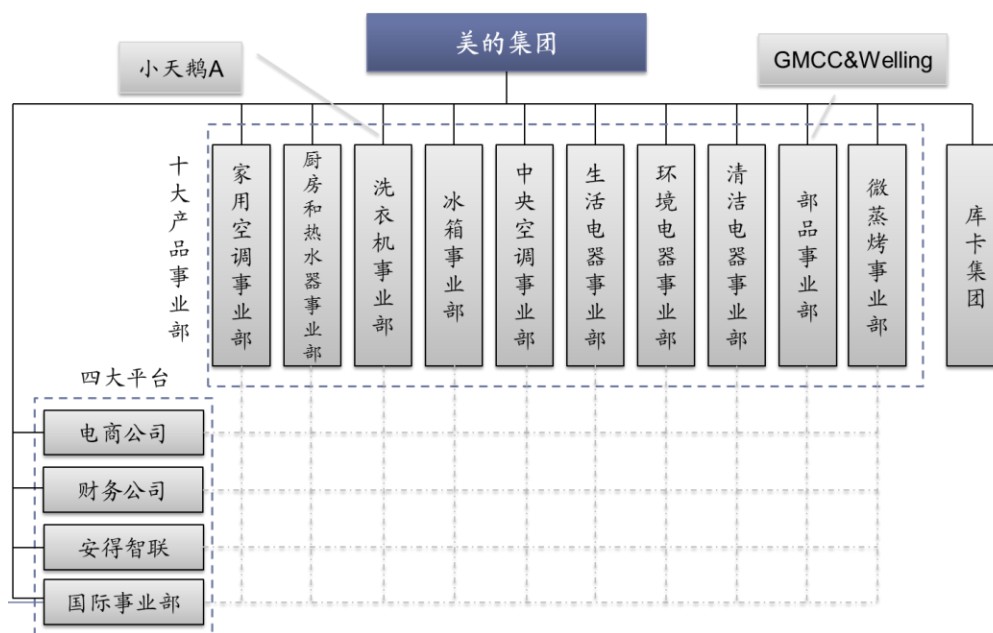 美的集团
小天鹅A
GMCC&Welling
十大产品事业部
家用空调事业部
厨房和热水器事业部
洗衣机事业部
冰箱事业部
中央空调事业部
生活电器事业部
环境电器事业部
清洁电器事业部
部品事业部
微蒸烤事业部
库卡集团
四大平台
电商公司
财务公司
安得智联
国际事业部